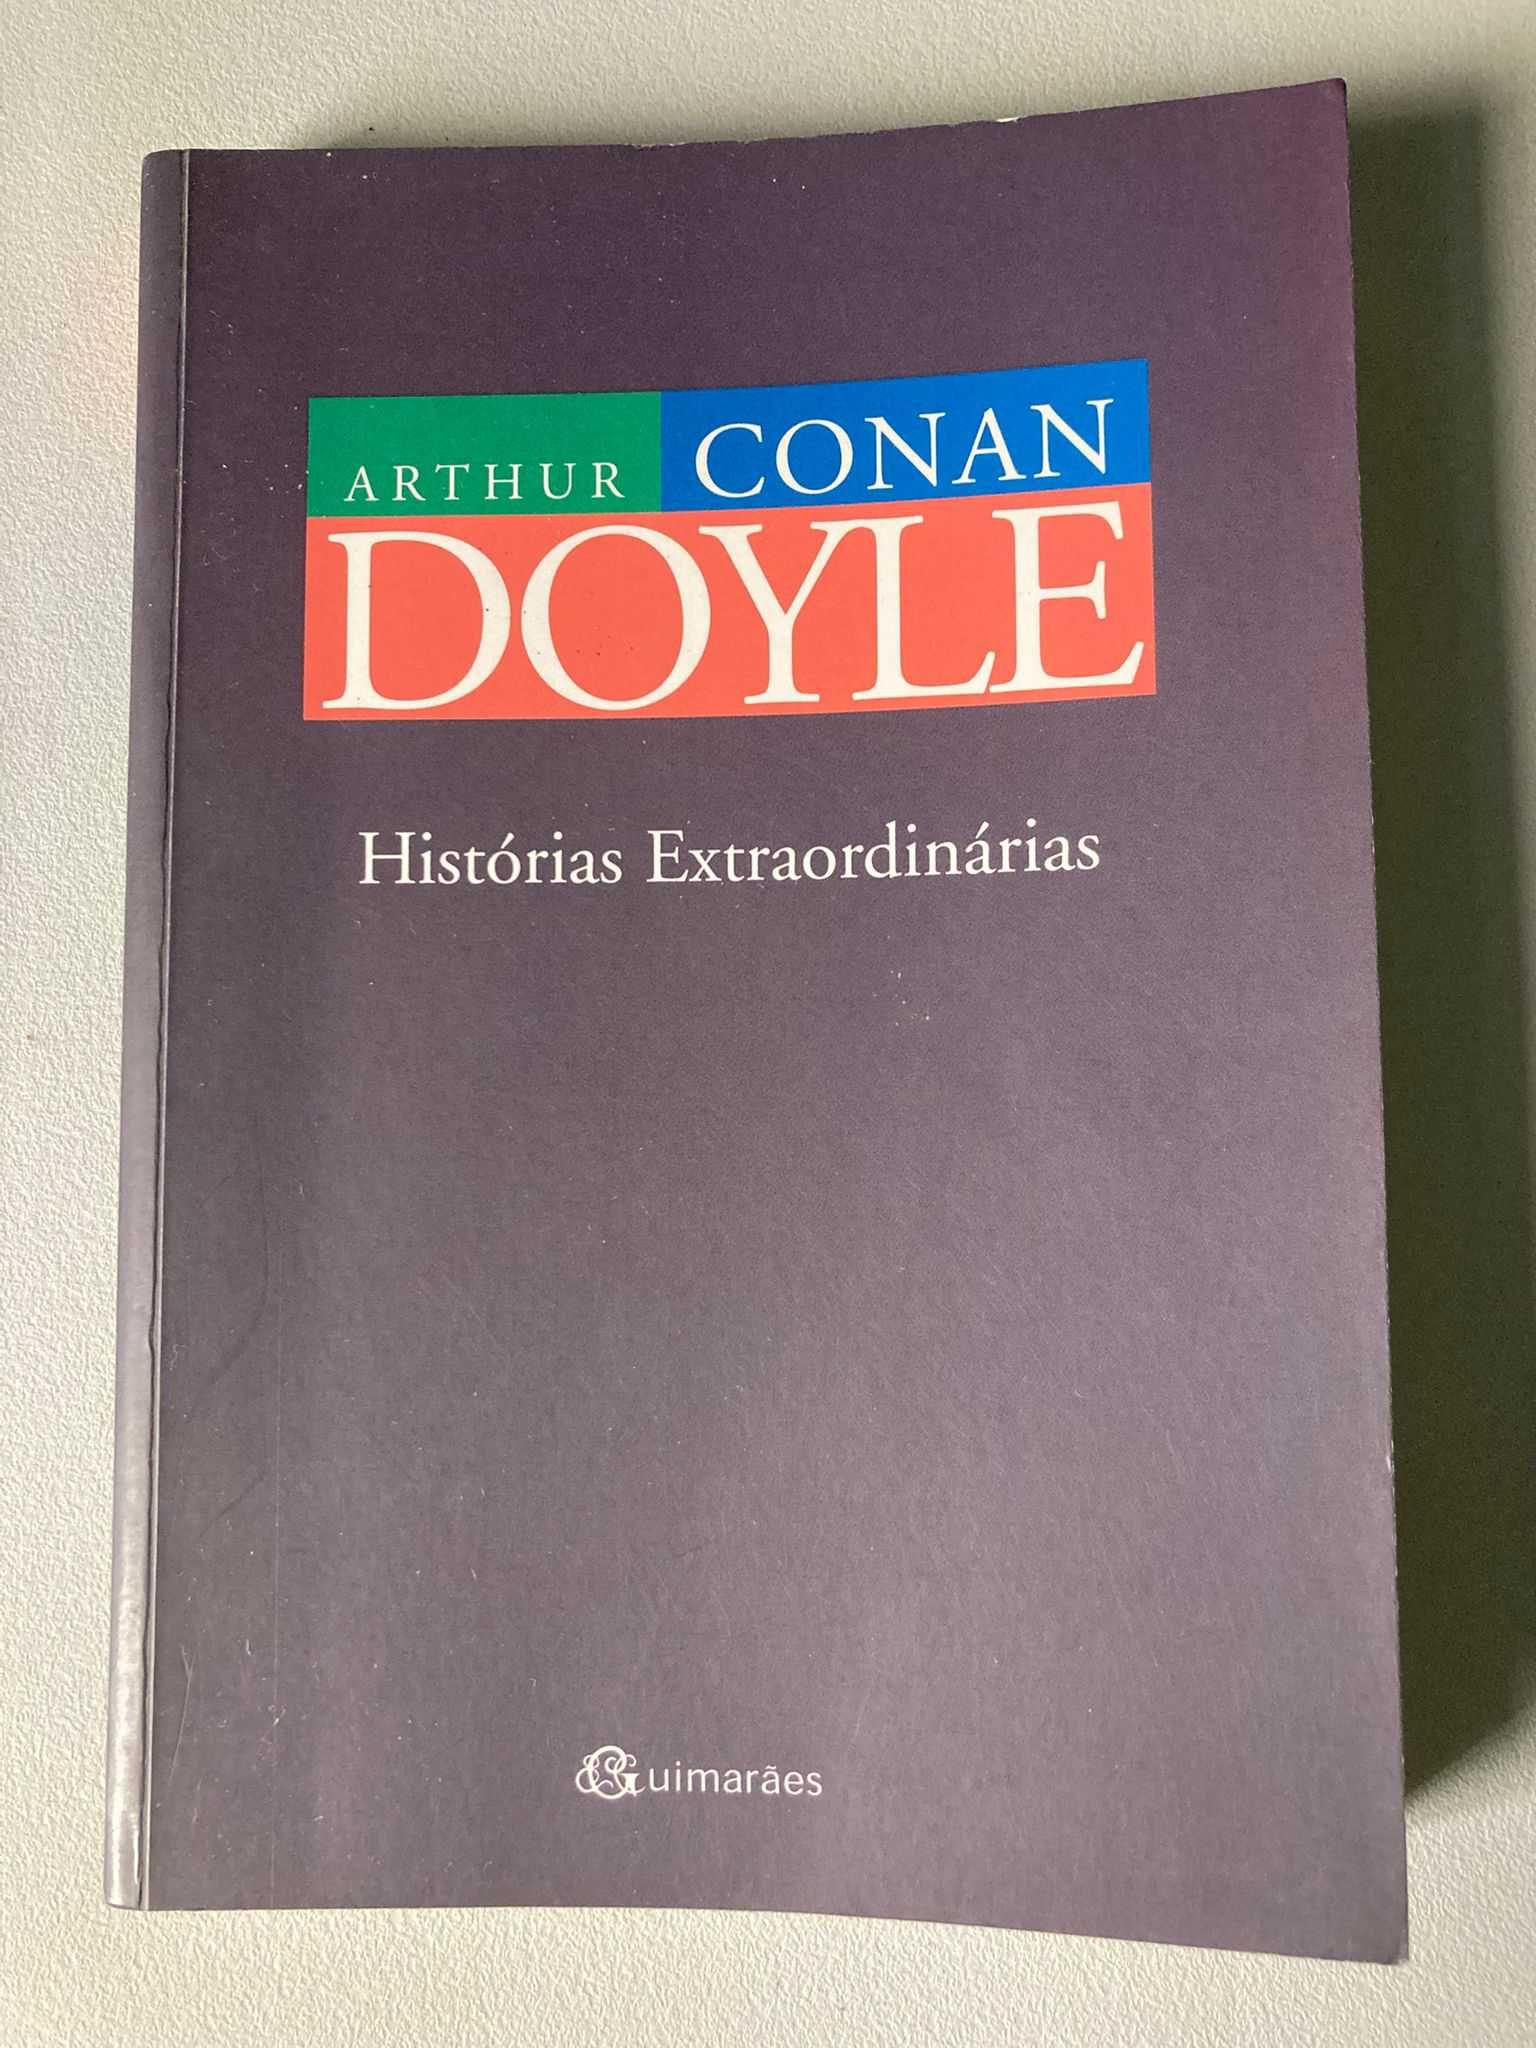 ARTHUR CONAN
DOYLE
Histórias Extraordinárias
Guimarães